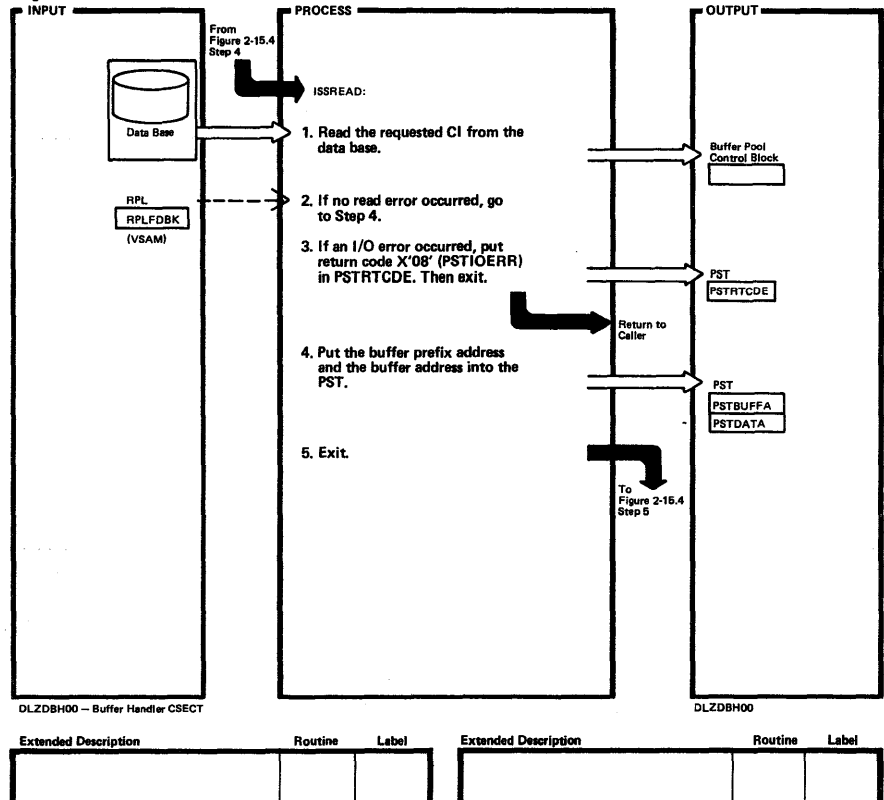 INPUT
PROCESS
OUTPUT
From
Figure 2-15.4
Step 4
ISSREAD:
Data Base
1. Read the requested CI from the
data base.
Buffer Pool
Control Block
RPL
RPLFDBK
(VSAM)
2. If no read error occurred, go
to Step 4.
3. If an I/O error occurred, put
return code X'08' (PSTIOERR)
in PSTRTCDE. Then exit.
PST
PSTRTCDE
Return to
Caller
4. Put the buffer prefix address
and the buffer address into the
PST.
PST
PSTBUFFA
PSTDATA
5. Exit.
To
Figure 2-15.4
Step 5
DLZDBH00 – Buffer Handler CSECT
DLZDBH00
Extended Description Routine Label
Extended Description Routine Label